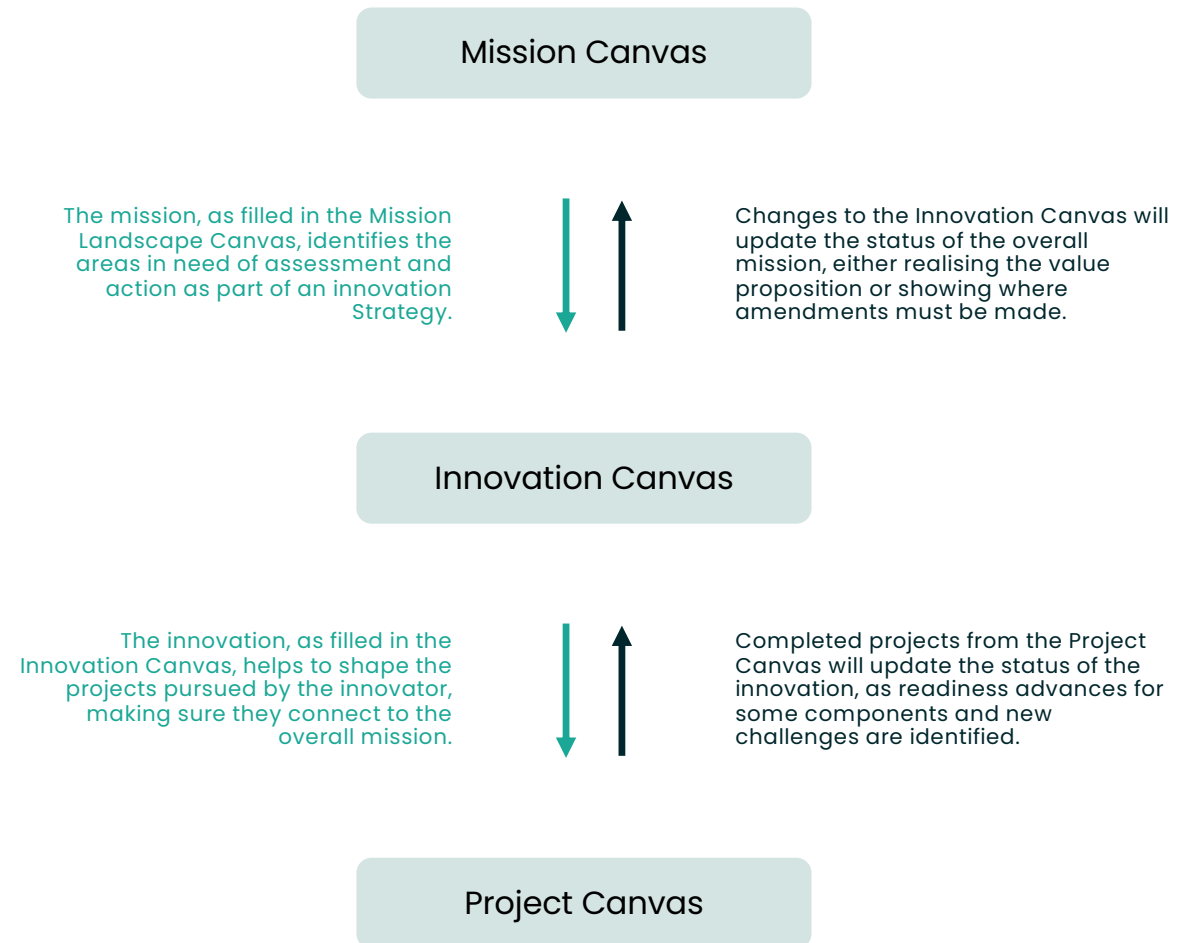 Mission Canvas
The mission, as filled in the Mission
Landscape Canvas, identifies the
areas in need of assessment and
action as part of an innovation
Strategy.
Changes to the Innovation Canvas will
update the status of the overall
mission, either realising the value
proposition or showing where
amendments must be made.
Innovation Canvas
The innovation, as filled in the
Innovation Canvas, helps to shape the
projects pursued by the innovator,
making sure they connect to the
overall mission.
Completed projects from the Project
Canvas will update the status of the
innovation, as readiness advances for
some components and new
challenges are identified.
Project Canvas